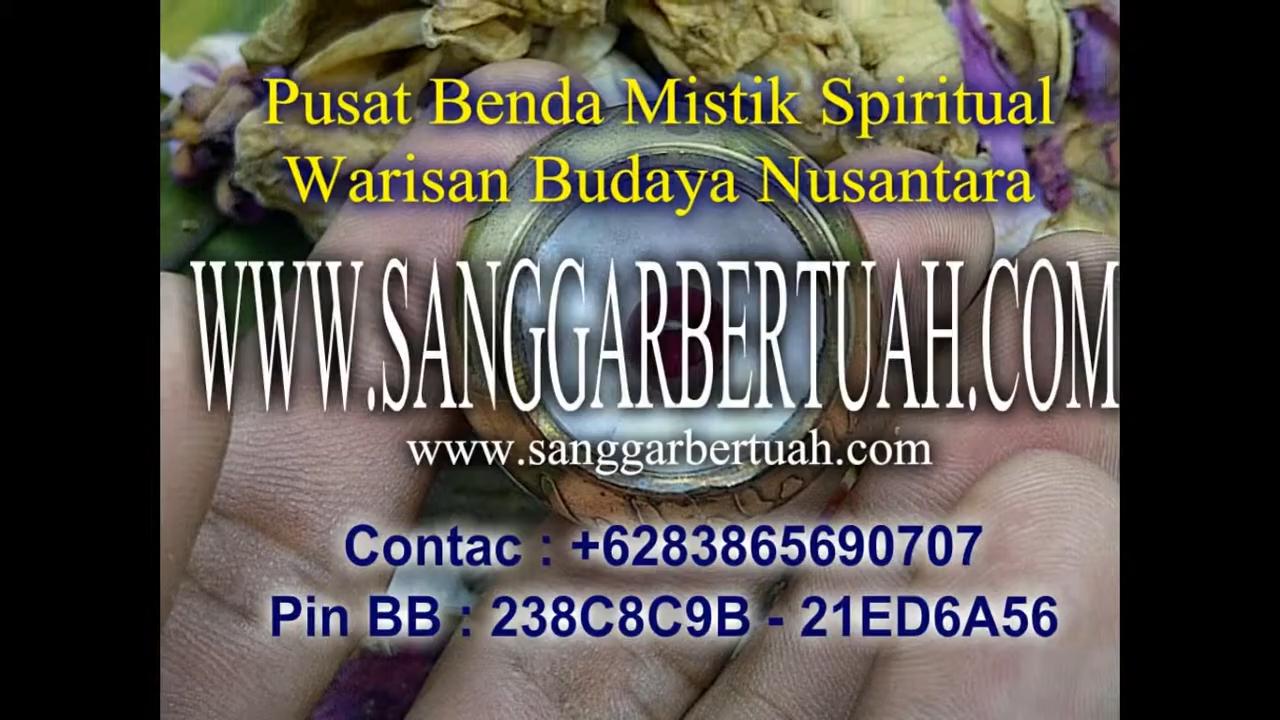 Pusat Benda Mistik Spiritual
Warisan Budaya Nusantara
WWW.SANGGARBERTUAH.COM
www.sanggarbertuah.com
Contac : +6283865690707
Pin BB : 238C8C9B - 21ED6A56